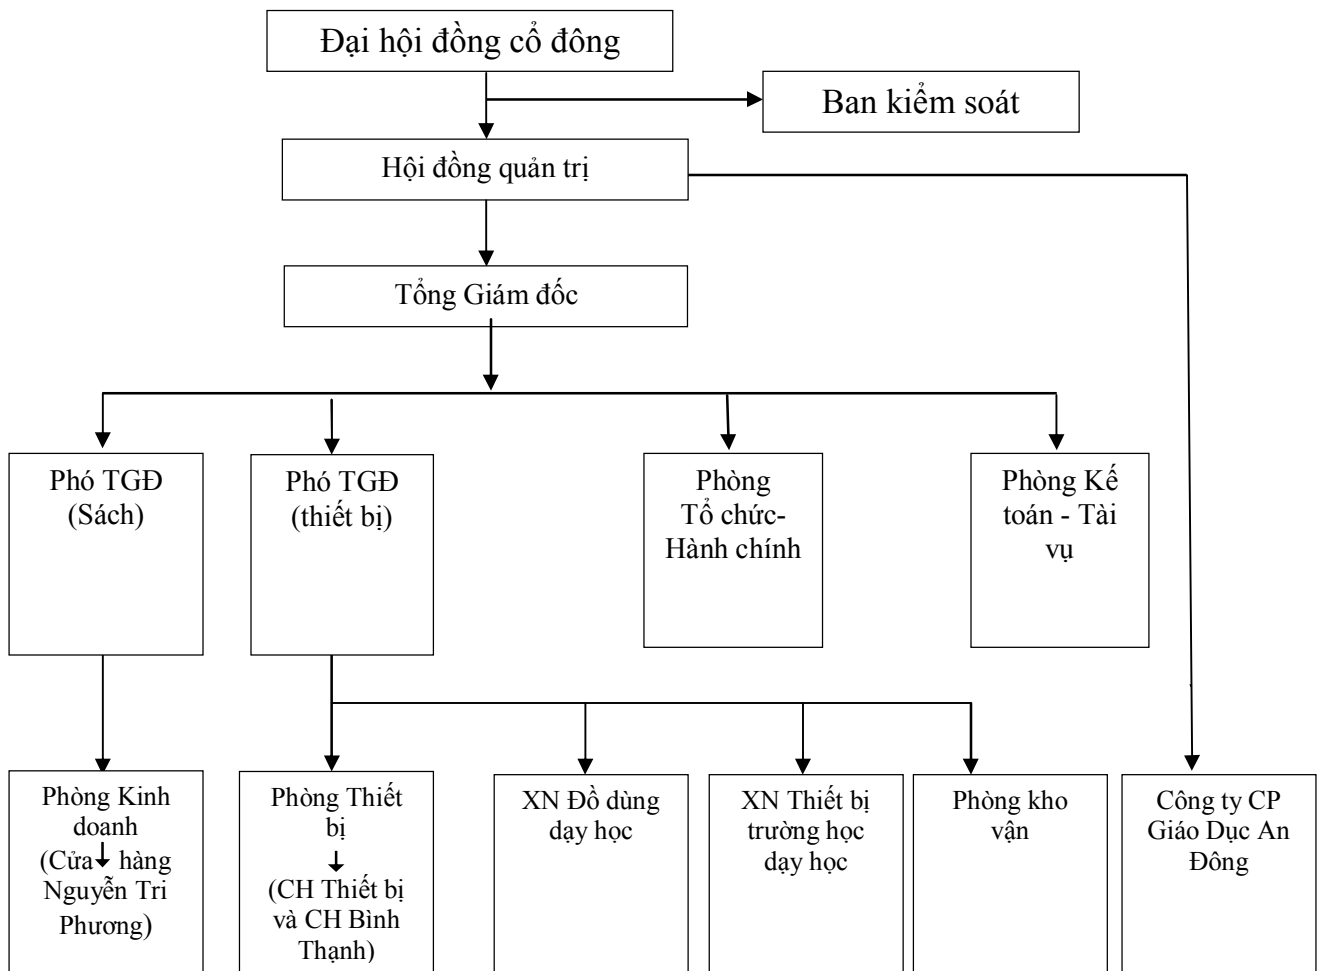 Đại hội đồng cổ đông
Ban kiểm soát
Hội đồng quản trị
Tổng Giám đốc
Phó TGĐ
(Sách)
Phó TGĐ
(thiết bị)
Phòng
Tổ chức-
Hành chính
Phòng Kế
toán - Tài
vụ
Phòng Kinh
doanh
(Cửa hàng
Nguyễn Tri
Phương)
Phòng Thiết
bị
(CH Thiết bị
và CH Bình
Thạnh)
XN Đồ dùng
dạy học
XN Thiết bị
trường học
dạy học
Phòng kho
vận
Công ty CP
Giáo Dục An
Đông